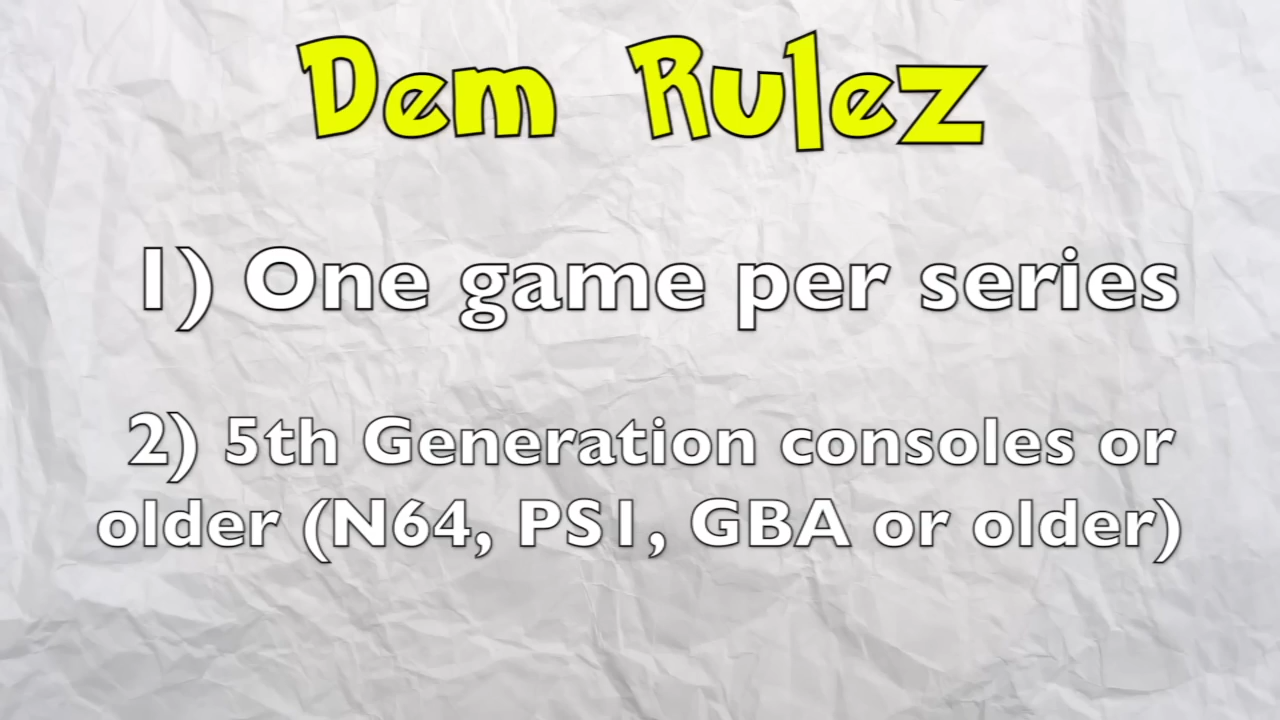 Dem Rulez
1) One game per series
2) 5th Generation consoles or
older (N64, PS1, GBA or older)